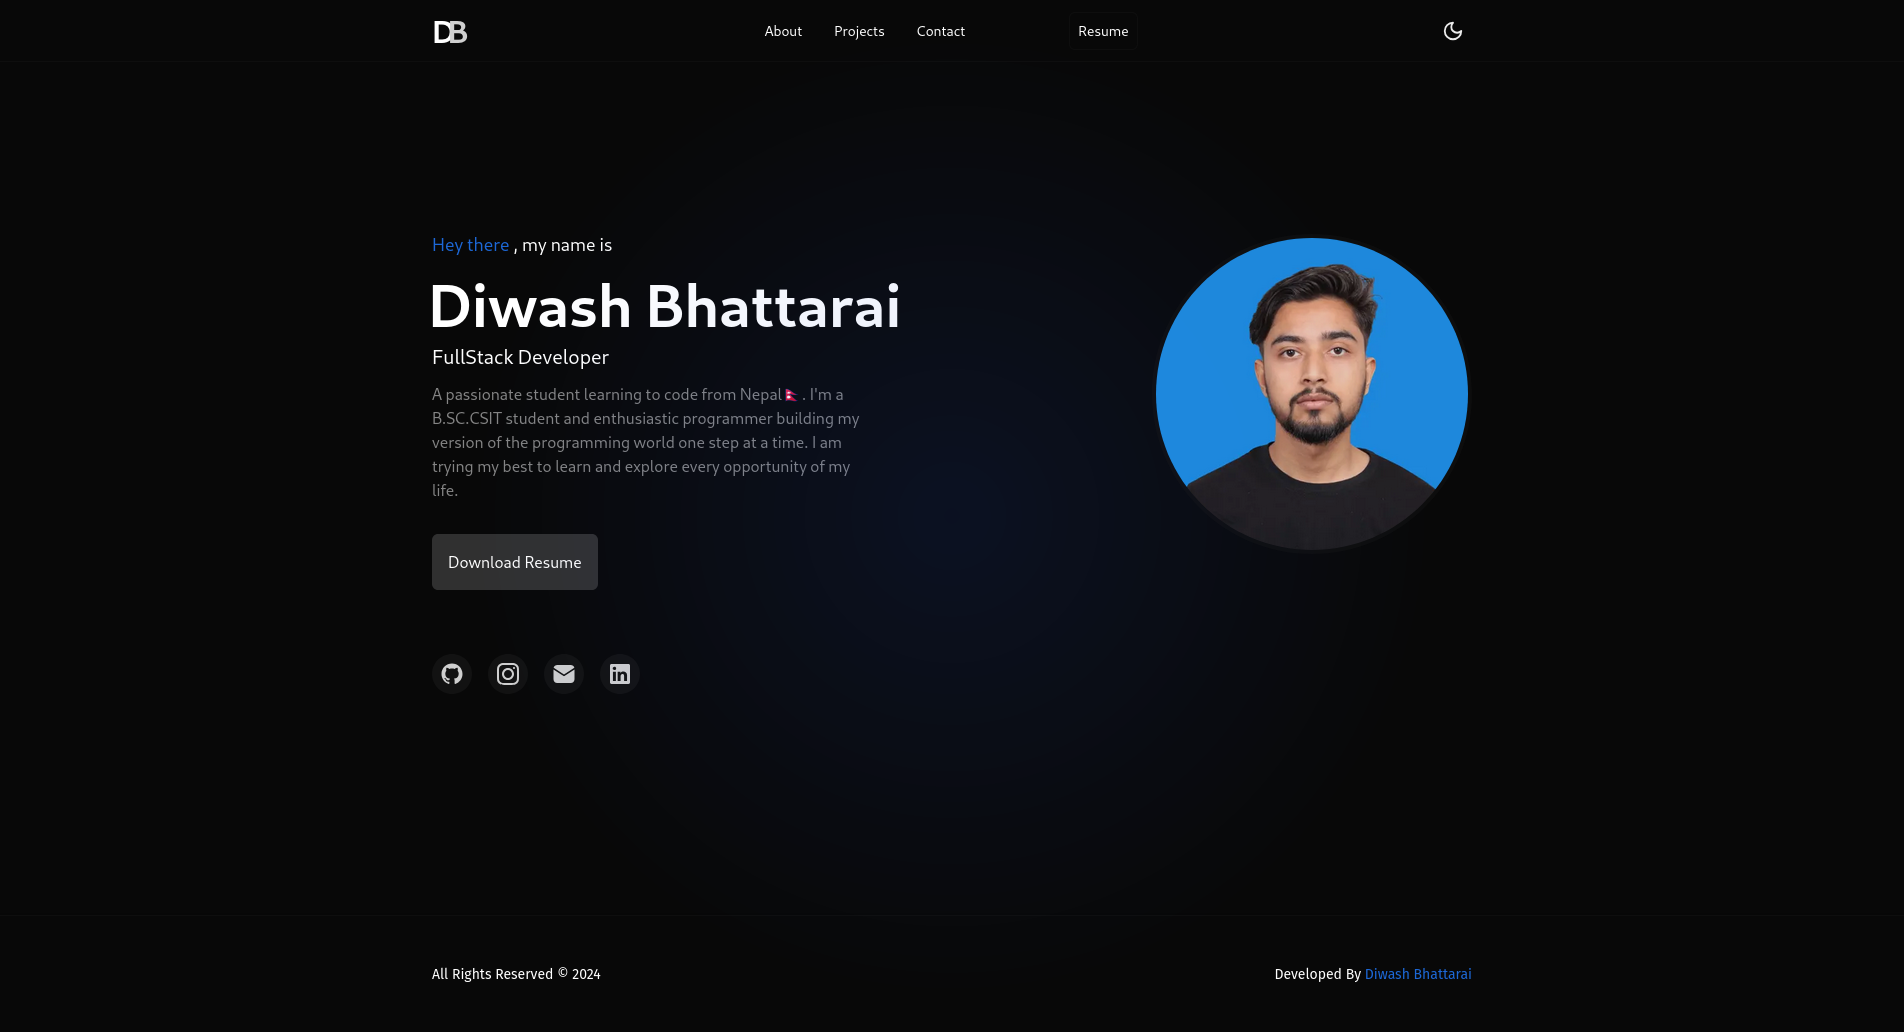 DB
About
Projects
Contact
Resume
Hey there , my name is
Diwash Bhattarai
FullStack Developer
A passionate student learning to code from Nepal🇳🇵 . I'm a
B.SC.CSIT student and enthusiastic programmer building my
version of the programming world one step at a time. I am
trying my best to learn and explore every opportunity of my
life.
Download Resume
All Rights Reserved © 2024
Developed By Diwash Bhattarai